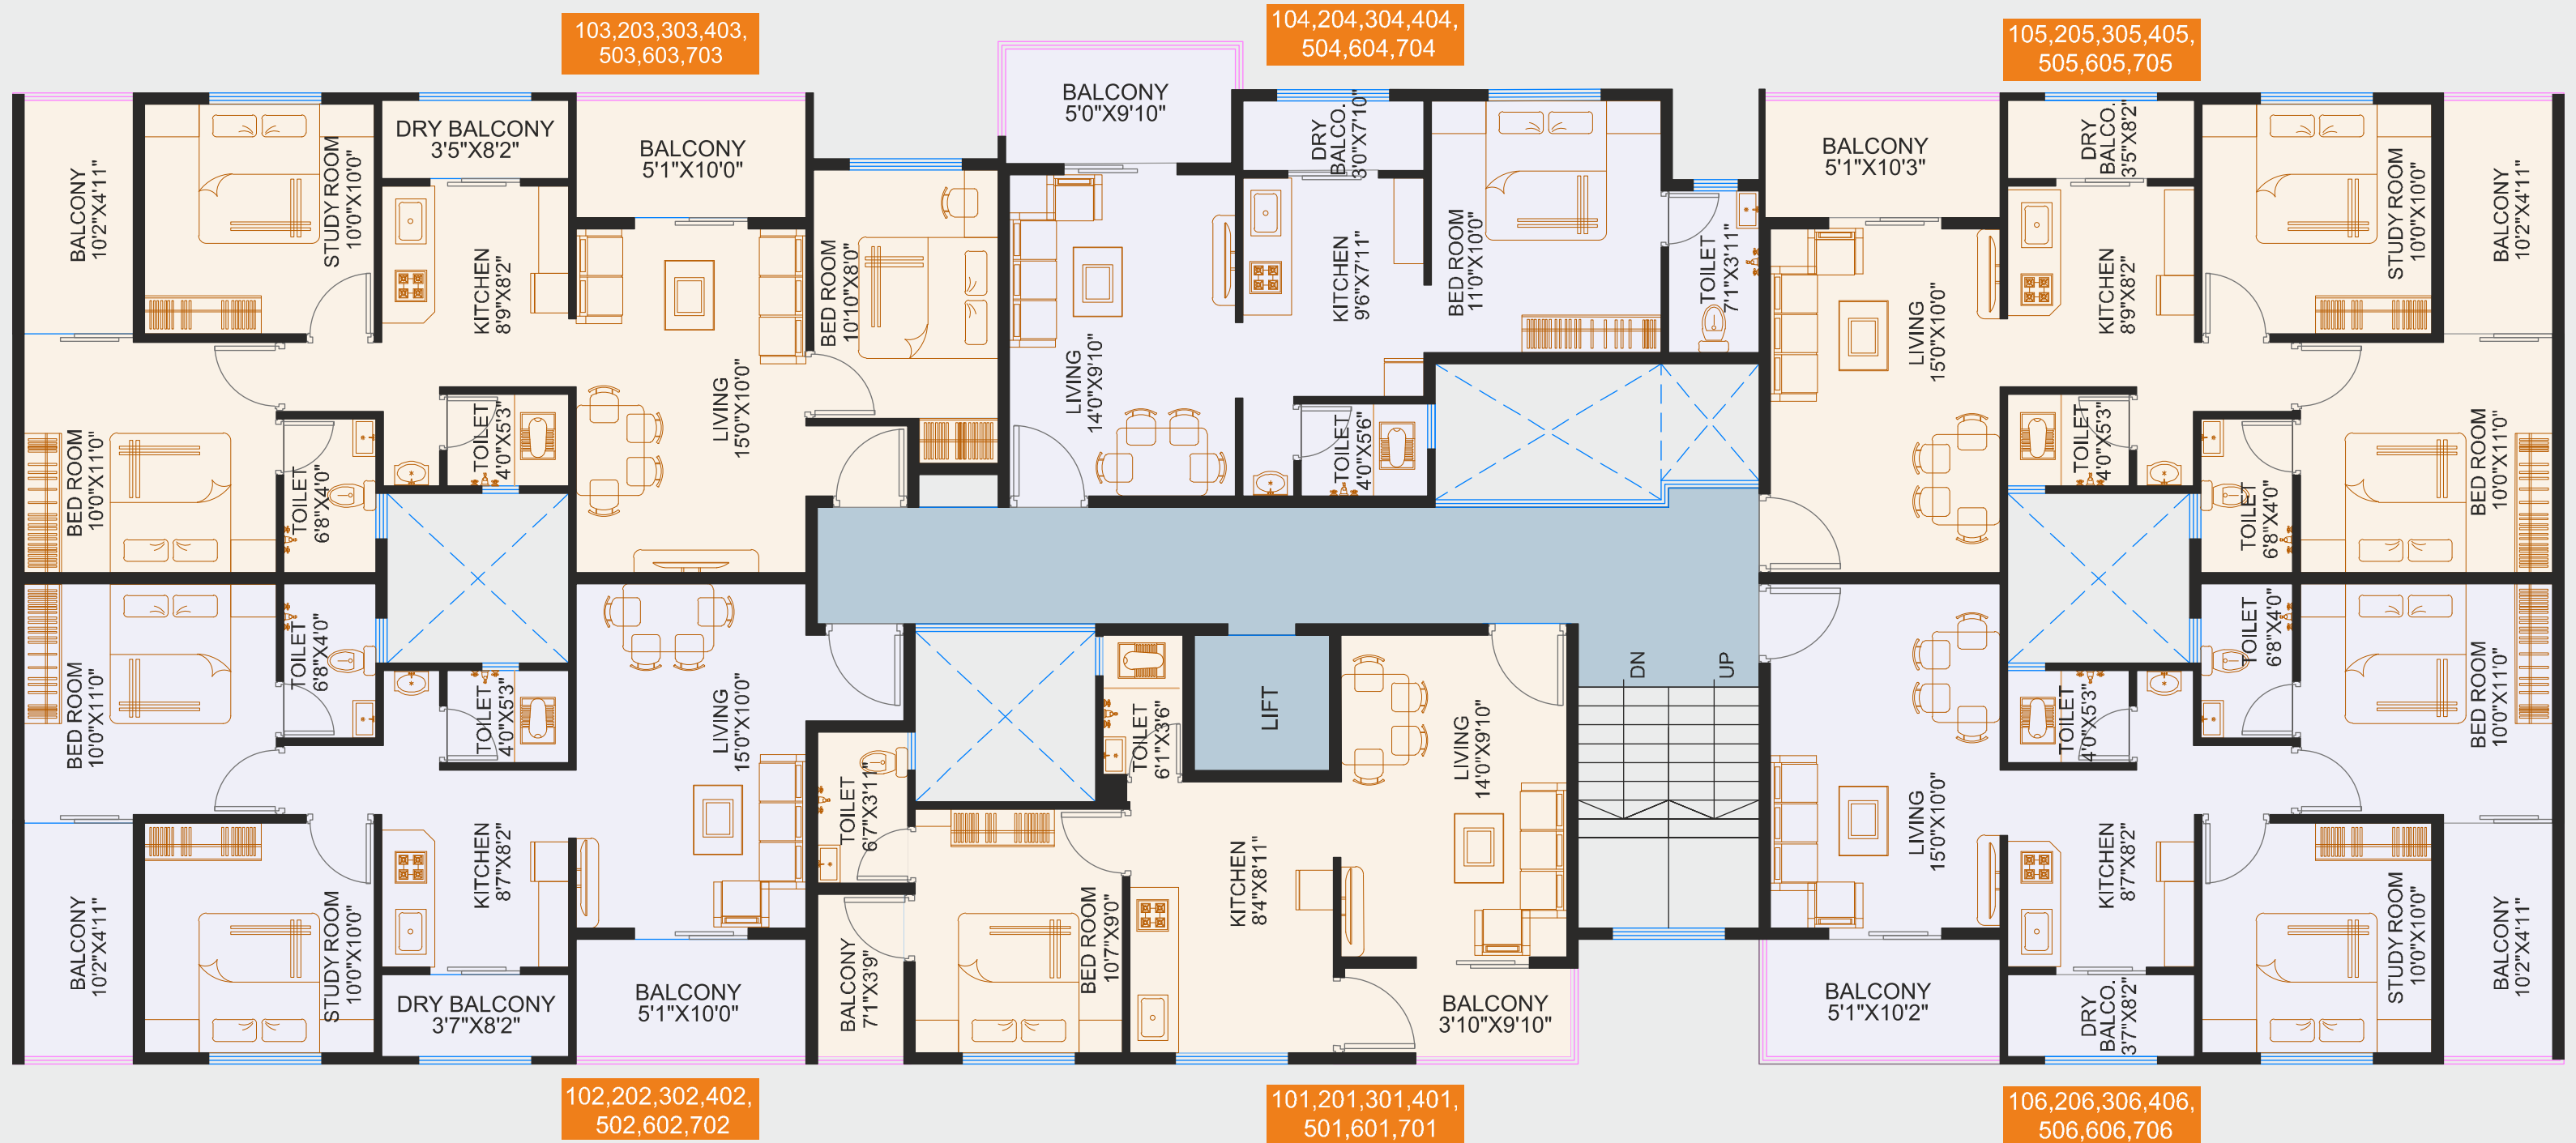 103,203,303,403,
503,603,703
104,204,304,404,
504,604,704
105,205,305,405,
505,605,705
BALCONY
10'2"X4'11"
STUDY ROOM
10'0"X10'0"
DRY BALCONY
3'5"X8'2"
KITCHEN
8'9"X8'2"
BALCONY
5'1"X10'0"
LIVING
15'0"X10'0"
BED ROOM
10'10"X8'0"
BED ROOM
10'0"X11'0"
TOILET
6'8"X4'0"
TOILET
4'0"X5'3"
BALCONY
5'0"X9'10"
LIVING
14'0"X9'10"
DRY
BALCO.
3'0"X7'10"
KITCHEN
9'6"X7'11"
BED ROOM
11'0"X10'0"
TOILET
7'1"X3'11"
TOILET
4'0"X5'6"
BALCONY
5'1"X10'3"
LIVING
15'0"X10'0"
DRY
BALCO.
3'5"X8'2"
KITCHEN
8'9"X8'2"
STUDY ROOM
10'0"X10'0"
BALCONY
10'2"X4'11"
TOILET
4'0"X5'3"
TOILET
6'8"X4'0"
BED ROOM
10'0"X11'0"
BED ROOM
10'0"X11'0"
TOILET
6'8"X4'0"
TOILET
4'0"X5'3"
LIVING
15'0"X10'0"
BALCONY
10'2"X4'11"
STUDY ROOM
10'0"X10'0"
KITCHEN
8'7"X8'2"
DRY BALCONY
3'7"X8'2"
BALCONY
5'1"X10'0"
TOILET
6'7"X3'11"
BALCONY
7'1"X3'9"
BED ROOM
10'7"X9'0"
TOILET
6'1"X3'6"
LIFT
KITCHEN
8'4"X8'11"
LIVING
14'0"X9'10"
BALCONY
3'10"X9'10"
DN
UP
LIVING
15'0"X10'0"
BALCONY
5'1"X10'2"
TOILET
4'0"X5'3"
TOILET
6'8"X4'0"
BED ROOM
10'0"X11'0"
KITCHEN
8'7"X8'2"
DRY
BALCO.
3'7"X8'2"
STUDY ROOM
10'0"X10'0"
BALCONY
10'2"X4'11"
102,202,302,402,
502,602,702
101,201,301,401,
501,601,701
106,206,306,406,
506,606,706